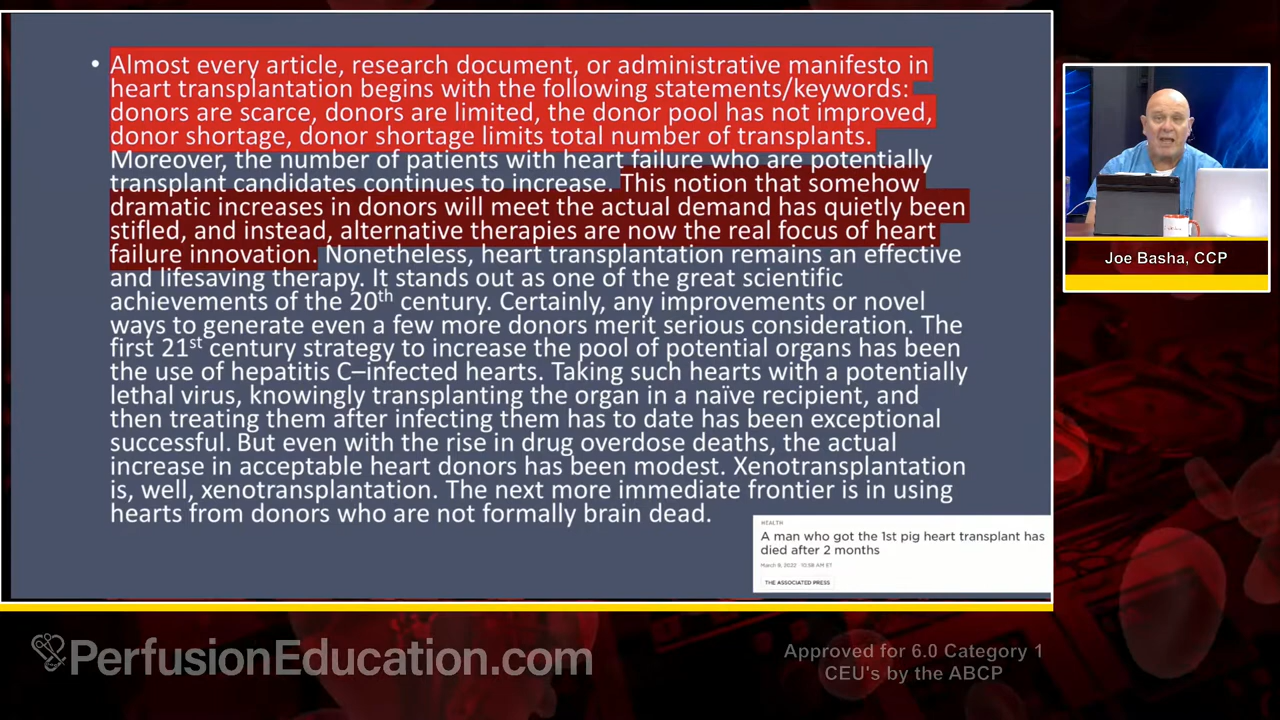 • Almost every article, research document, or administrative manifesto in
heart transplantation begins with the following statements/keywords:
donors are scarce, donors are limited, the donor pool has not improved,
donor shortage, donor shortage limits total number of transplants.
Moreover, the number of patients with heart failure who are potentially
transplant candidates continues to increase. This notion that somehow
dramatic increases in donors will meet the actual demand has quietly been
stifled, and instead, alternative therapies are now the real focus of heart
failure innovation. Nonetheless, heart transplantation remains an effective
and lifesaving therapy. It stands out as one of the great scientific
achievements of the 20th century. Certainly, any improvements or novel
ways to generate even a few more donors merit serious consideration. The
first 21st century strategy to increase the pool of potential organs has been
the use of hepatitis C–infected hearts. Taking such hearts with a potentially
lethal virus, knowingly transplanting the organ in a naïve recipient, and
then treating them after infecting them has to date has been exceptional
successful. But even with the rise in drug overdose deaths, the actual
increase in acceptable heart donors has been modest. Xenotransplantation
is, well, xenotransplantation. The next more immediate frontier is in using
hearts from donors who are not formally brain dead.
HEALTH
A man who got the 1st pig heart transplant has
died after 2 months
March 9, 2022 · 10:58 AM ET
THE ASSOCIATED PRESS
Joe Basha, CCP
PerfusionEducation.com
Approved for 6.0 Category 1
CEU's by the ABCP